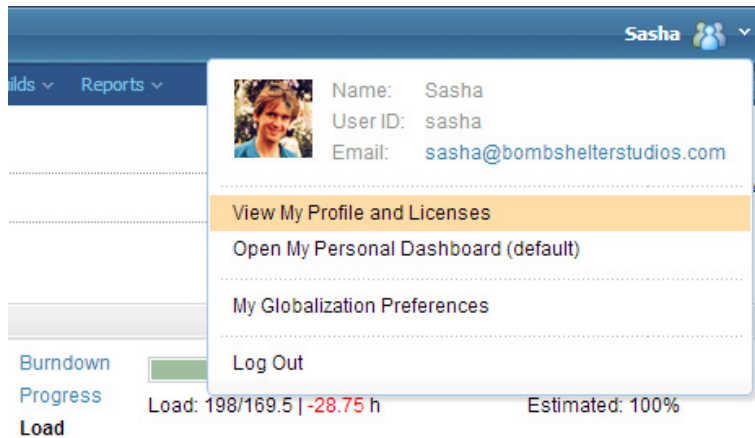 Sasha
ilds Reports
Name: Sasha
User ID: sasha
Email: sasha@bombshelterstudios.com
View My Profile and Licenses
Open My Personal Dashboard (default)
My Globalization Preferences
Log Out
Burndown
Progress
Load: 198/169.5 | -28.75 h Estimated: 100%
Load